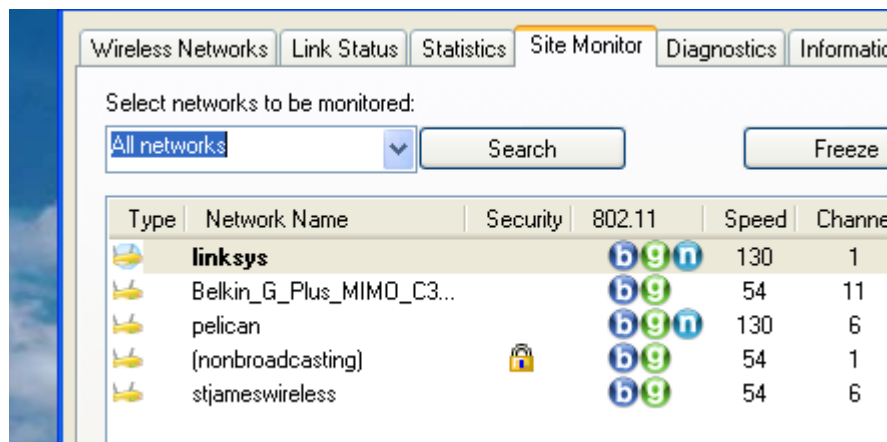 Wireless Networks Link Status Statistics Site Monitor Diagnostics Informatic
Select networks to be monitored:
All networks Search Freeze
Type Network Name Security 802.11 Speed Channe
linksys b g n 130 1
Belkin_G_Plus_MIMO_C3... b g 54 11
pelican b g n 130 6
(nonbroadcasting) b g 54 1
stjameswireless b g 54 6